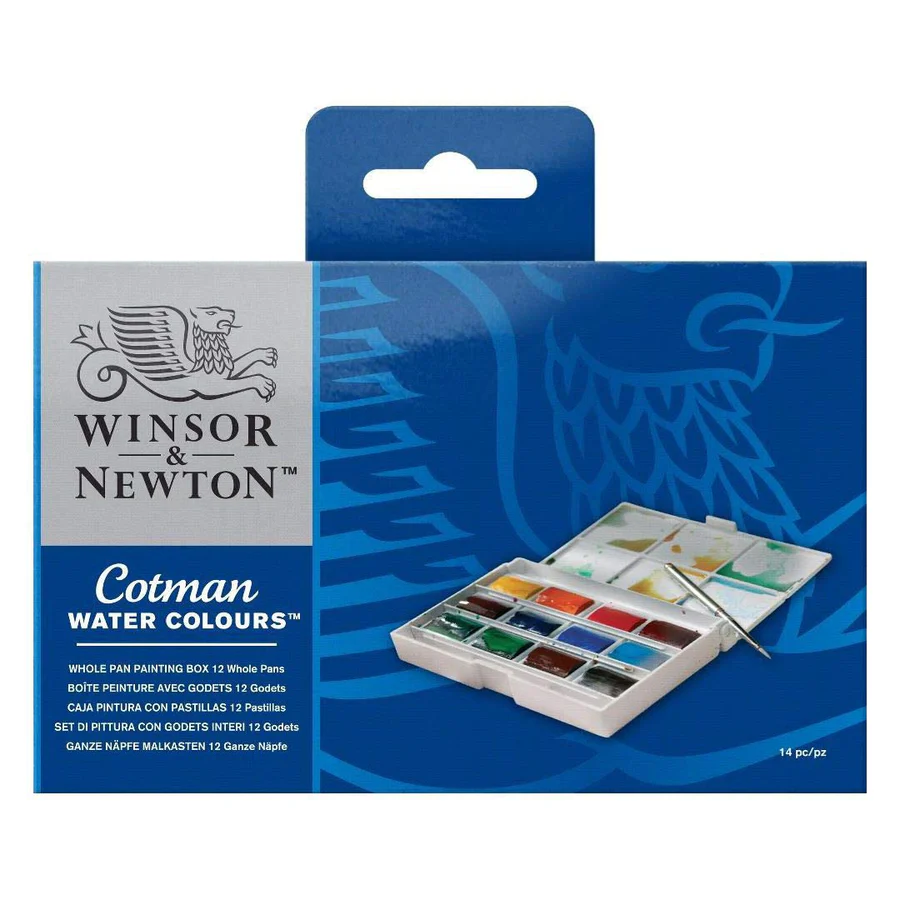 WINSOR
&
NEWTON™
Cotman
WATER COLOURS™
WHOLE PAN PAINTING BOX 12 Whole Pans
BOÎTE PEINTURE AVEC GODETS 12 Godets
CAJA PINTURA CON PASTILLAS 12 Pastillas
SET DI PITTURA CON GODETS INTERI 12 Godets
GANZE NÄPFE MALKASTEN 12 Ganze Näpfe
14 pc/pz